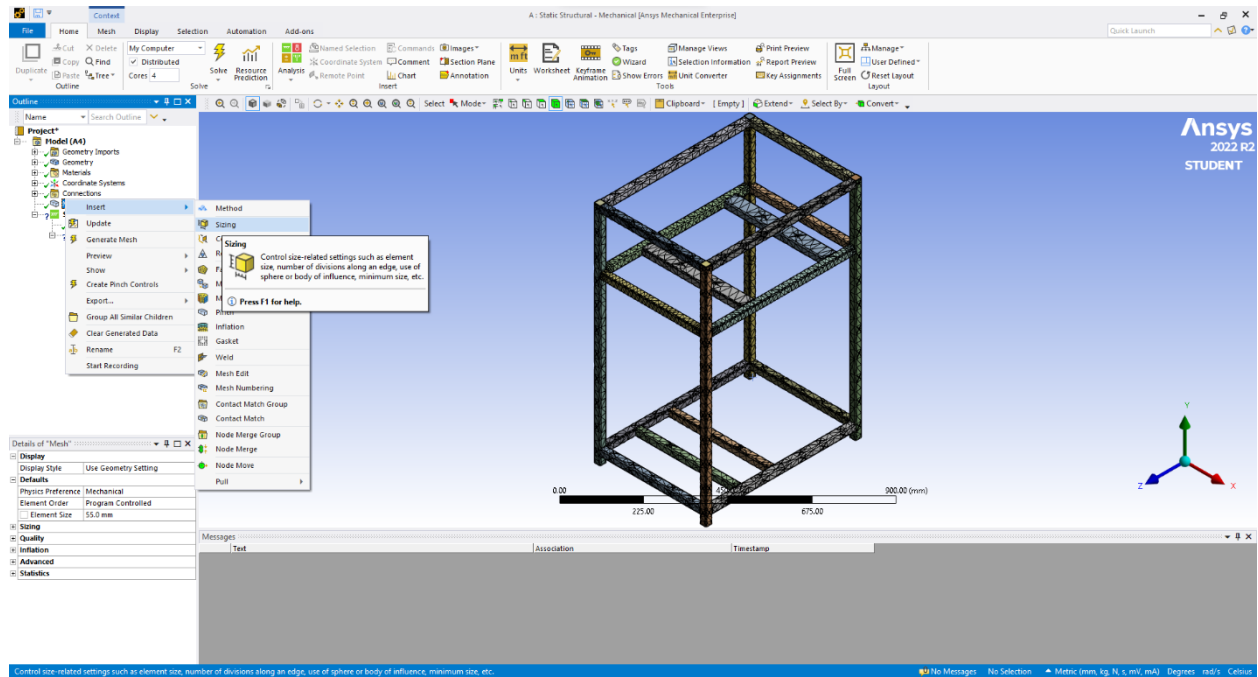 Context
A : Static Structural - Mechanical [Ansys Mechanical Enterprise]
File Home Mesh Display Selection Automation Add-ons
Quick Launch
Duplicate
Cut
Copy
Paste
Delete
Find
Tree
Outline
My Computer
Distributed
Cores 4
Solve
Resource Prediction
Solve
Analysis
Named Selection
Coordinate System
Remote Point
Commands
Comment
Chart
Images
Section Plane
Annotation
Insert
Units
Worksheet
Keyframe Animation
Tags
Wizard
Show Errors
Manage Views
Selection Information
Unit Converter
Print Preview
Report Preview
Key Assignments
Tools
Full Screen
Manage
User Defined
Reset Layout
Layout
Outline
Select Mode Clipboard [ Empty ] Extend Select By Convert
Name Search Outline
Project*
Model (A4)
Geometry Imports
Geometry
Materials
Coordinate Systems
Connections
Insert
Update
Generate Mesh
Preview
Show
Create Pinch Controls
Export...
Group All Similar Children
Clear Generated Data
Rename F2
Start Recording
Method
Sizing
Sizing
Control size-related settings such as element
size, number of divisions along an edge, use of
sphere or body of influence, minimum size, etc.
Press F1 for help.
Pinch
Inflation
Gasket
Weld
Mesh Edit
Mesh Numbering
Contact Match Group
Contact Match
Node Merge Group
Node Merge
Node Move
Pull
Ansys
2022 R2
STUDENT
Y
Z
X
0.00
450.00
900.00 (mm)
225.00
675.00
Details of "Mesh"
Display
Display Style Use Geometry Setting
Defaults
Physics Preference Mechanical
Element Order Program Controlled
Element Size 55.0 mm
Sizing
Quality
Inflation
Advanced
Statistics
Messages
Text Association Timestamp
Control size-related settings such as element size, number of divisions along an edge, use of sphere or body of influence, minimum size, etc.
No Messages No Selection Metric (mm, kg, N, s, mV, mA) Degrees rad/s Celsius